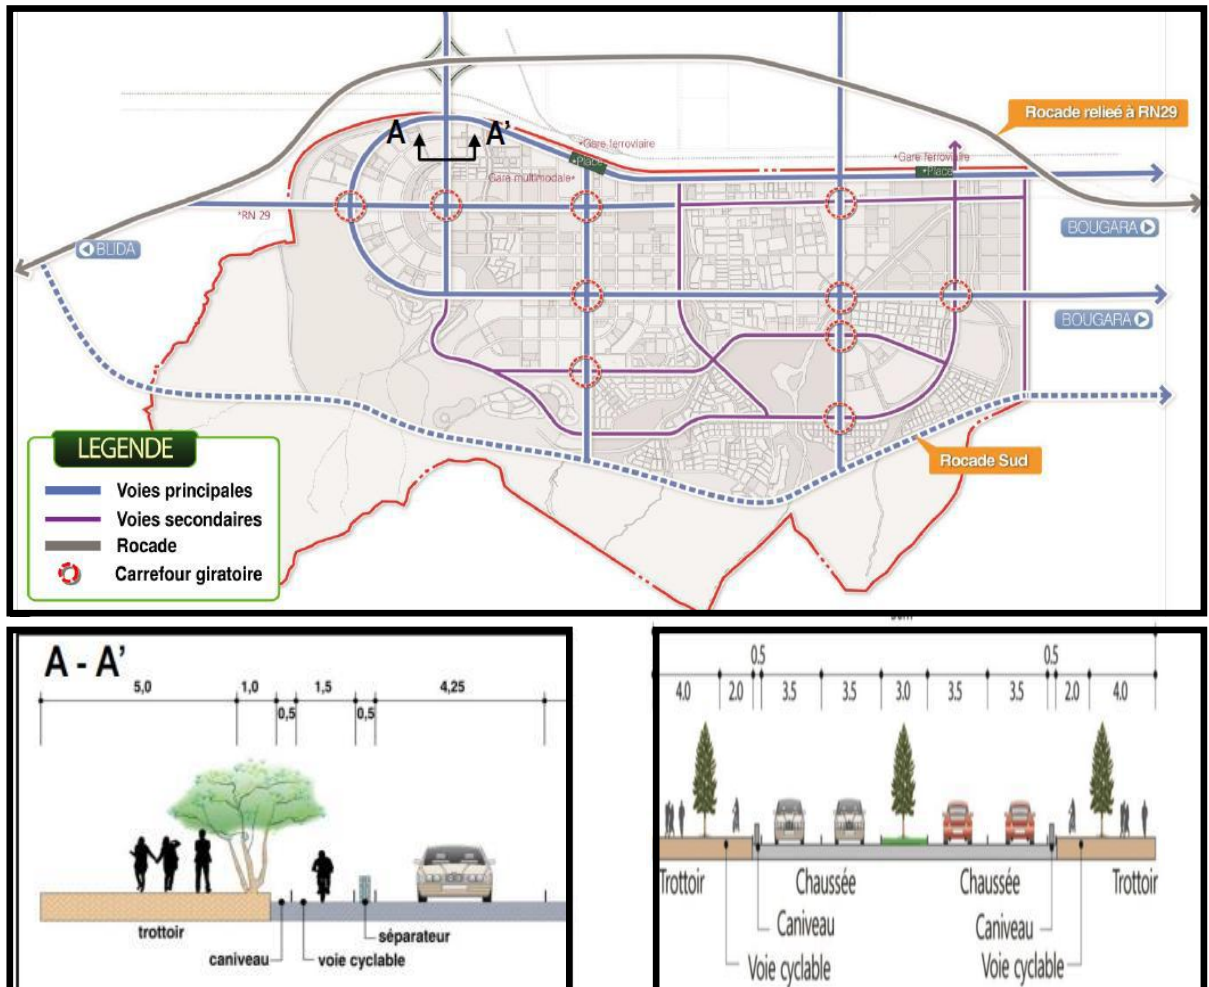 Rocade relieé à RN29
A A’
•Gare ferroviaire
•Place
Gare multimodale•
•Gare ferroviaire
•Place
*RN 29
BLIDA
BOUGARA
BOUGARA
Rocade Sud
LEGENDE
Voies principales
Voies secondaires
Rocade
Carrefour giratoire
A - A’
5,0 1,0 1,5 4,25
0,5 0,5
trottoir
séparateur
caniveau voie cyclable
0.5 0.5
4.0 2.0 3.5 3.5 3.0 3.5 3.5 2.0 4.0
Trottoir Chaussée Chaussée Trottoir
Caniveau Caniveau
Voie cyclable Voie cyclable